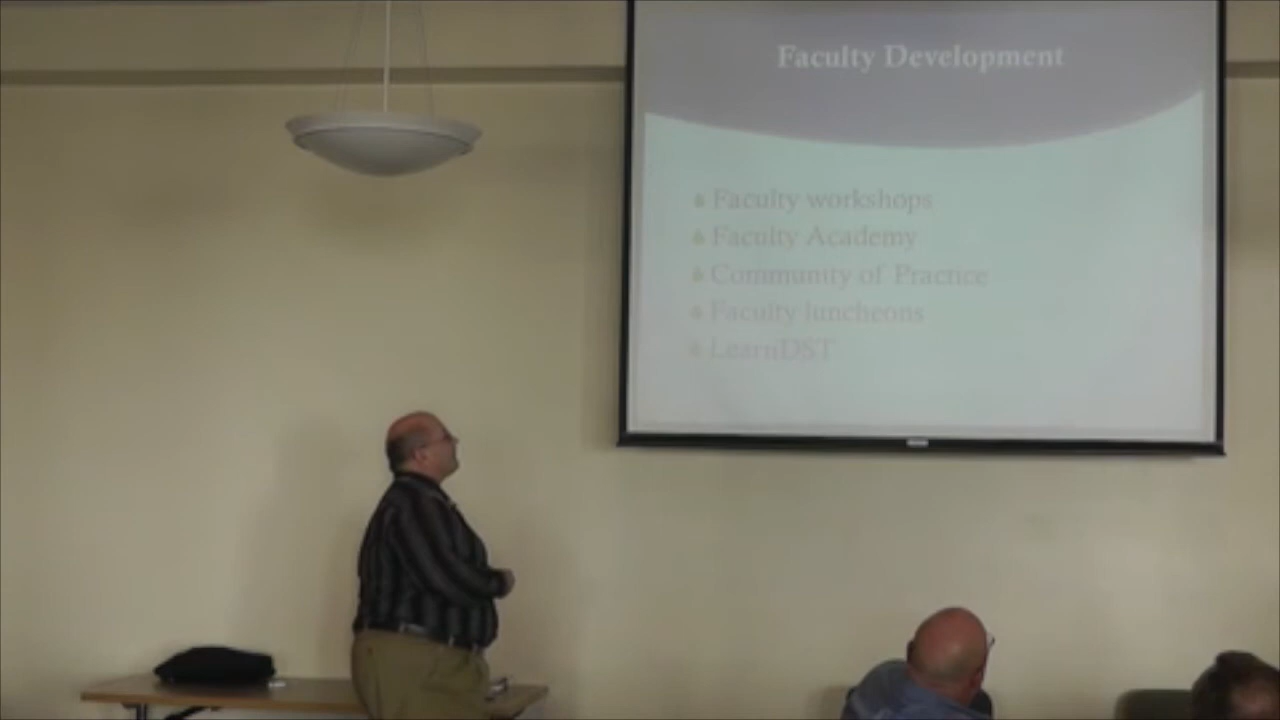 Faculty Development
Faculty workshops
Faculty Academy
Community of Practice
Faculty luncheons
LearnDST